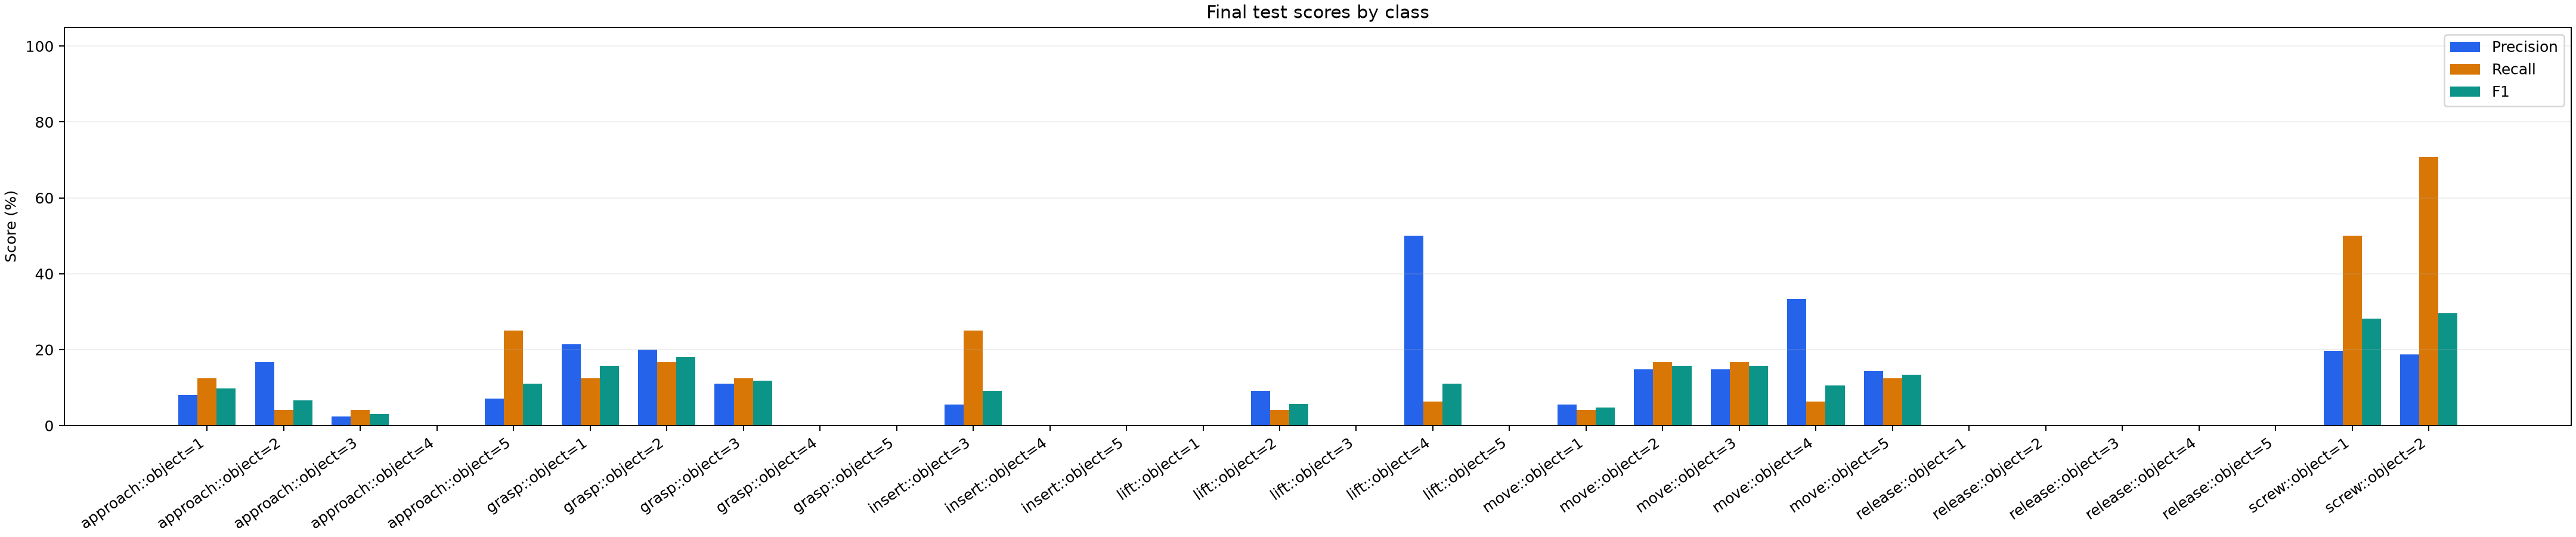 Final test scores by class
Score (%)
100
80
60
40
20
0
Precision
Recall
F1
approach::object=1
approach::object=2
approach::object=3
approach::object=4
approach::object=5
grasp::object=1
grasp::object=2
grasp::object=3
grasp::object=4
grasp::object=5
insert::object=3
insert::object=4
insert::object=5
lift::object=1
lift::object=2
lift::object=3
lift::object=4
lift::object=5
move::object=1
move::object=2
move::object=3
move::object=4
move::object=5
release::object=1
release::object=2
release::object=3
release::object=4
release::object=5
screw::object=1
screw::object=2